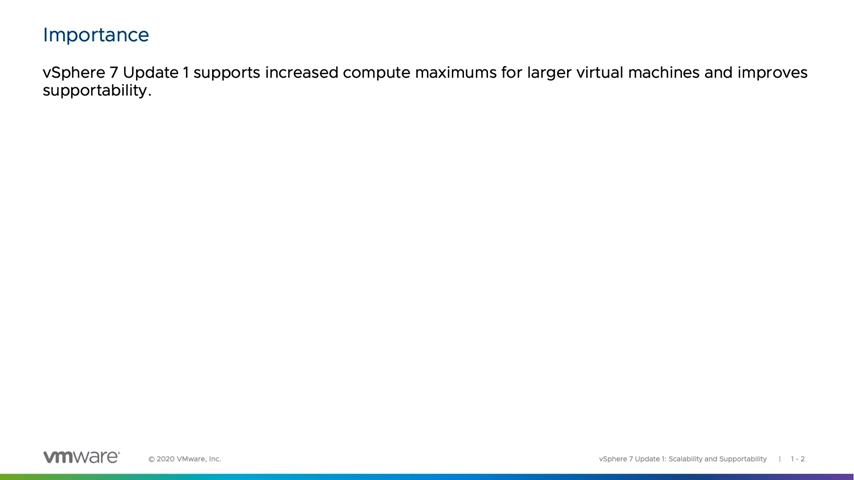 Importance
vSphere 7 Update 1 supports increased compute maximums for larger virtual machines and improves
supportability.
vmware®
© 2020 VMware, Inc.
vSphere 7 Update 1: Scalability and Supportability | 1 - 2